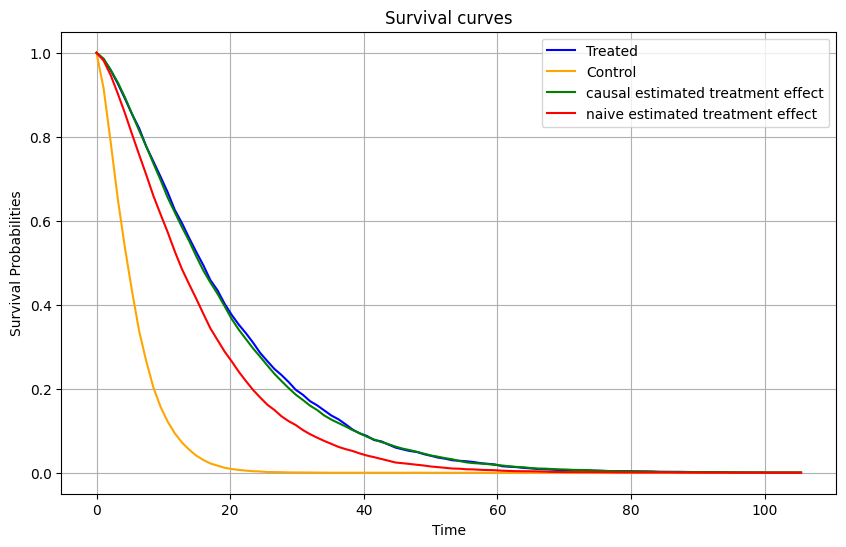 Survival curves
Treated
Control
causal estimated treatment effect
naive estimated treatment effect
Survival Probabilities
1.0
0.8
0.6
0.4
0.2
0.0
0 20 40 60 80 100
Time